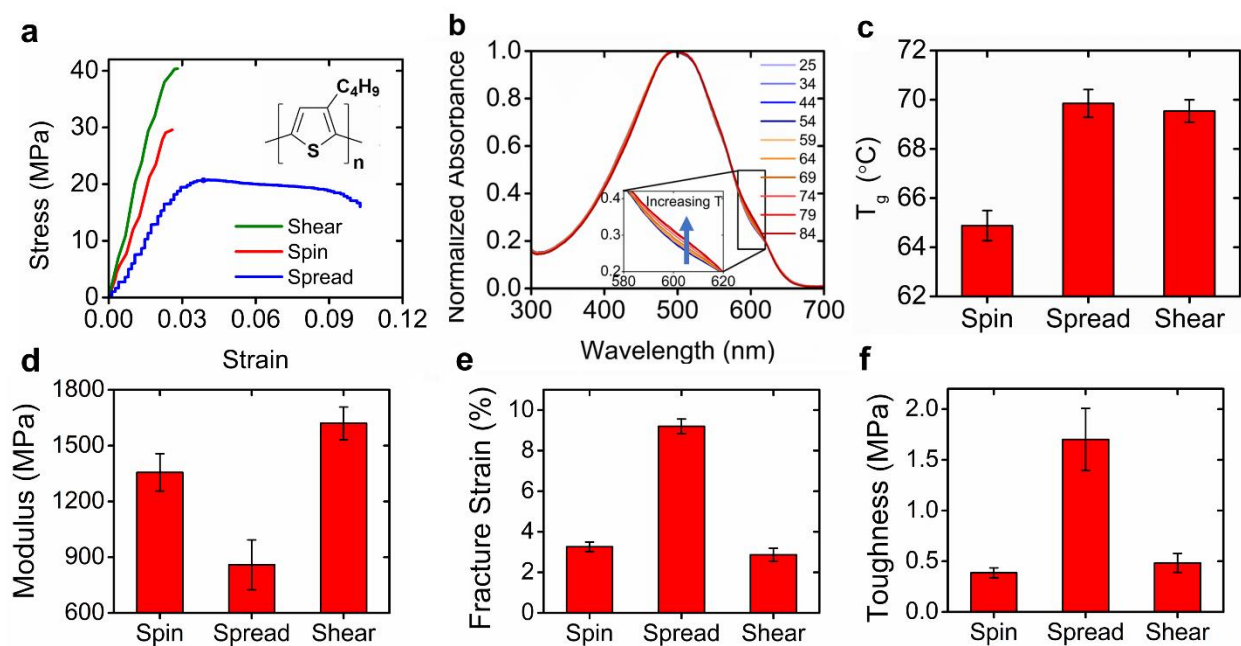 a
Stress (MPa)
40
30
20
10
0
0.00 0.03 0.06 0.09 0.12
Strain
C4H9
S
n
Shear
Spin
Spread
b
Normalized Absorbance
1.0
0.8
0.6
0.4
0.2
0.0
300 400 500 600 700
Wavelength (nm)
25
34
44
54
59
64
69
74
79
84
Increasing T
0.4
0.3
0.2
580 600 620
c
Tg (°C)
72
70
68
66
64
62
Spin Spread Shear
d
Modulus (MPa)
1800
1500
1200
900
600
Spin Spread Shear
e
Fracture Strain (%)
10
8
6
4
2
0
Spin Spread Shear
f
Toughness (MPa)
2.0
1.5
1.0
0.5
0.0
Spin Spread Shear